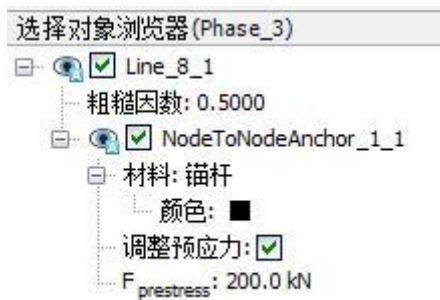 选择对象浏览器(Phase_3)
Line_8_1
粗糙因数: 0.5000
NodeToNodeAnchor_1_1
材料: 锚杆
颜色:
调整预应力:
F prestress: 200.0 kN